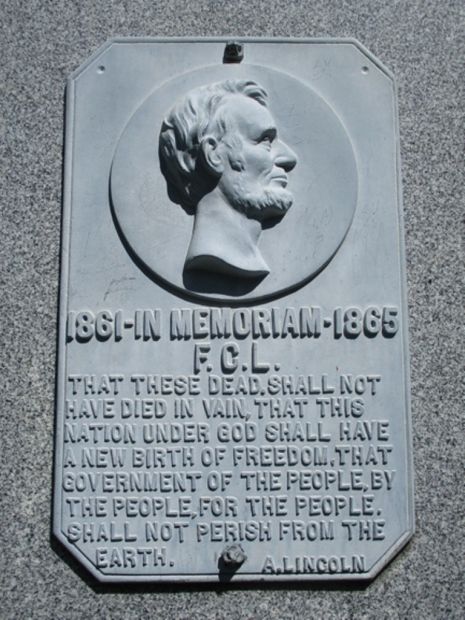 1861-IN MEMORIAM-1865
F.C.L.
THAT THESE DEAD, SHALL NOT
HAVE DIED IN VAIN, THAT THIS
NATION UNDER GOD SHALL HAVE
A NEW BIRTH OF FREEDOM, THAT
GOVERNMENT OF THE PEOPLE, BY
THE PEOPLE, FOR THE PEOPLE.
SHALL NOT PERISH FROM THE
EARTH. A.LINCOLN